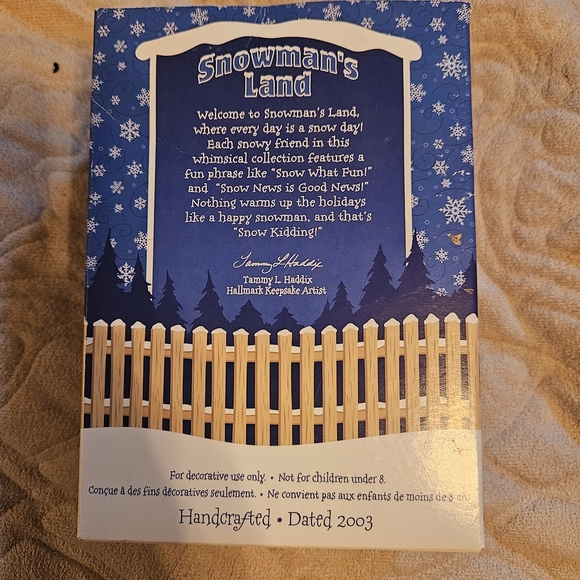 Snowman's
Land
Welcome to Snowman's Land,
where every day is a snow day!
Each snowy friend in this
whimsical collection features a
fun phrase like "Snow What Fun!"
and "Snow News is Good News!"
Nothing warms up the holidays
like a happy snowman, and that's
"Snow Kidding!"
Tammy L Haddix
Tammy L. Haddix
Hallmark Keepsake Artist
For decorative use only. • Not for children under 8.
Conçue à des fins décoratives seulement. • Ne convient pas aux enfants de moins de 8 an
Handcrafted • Dated 2003